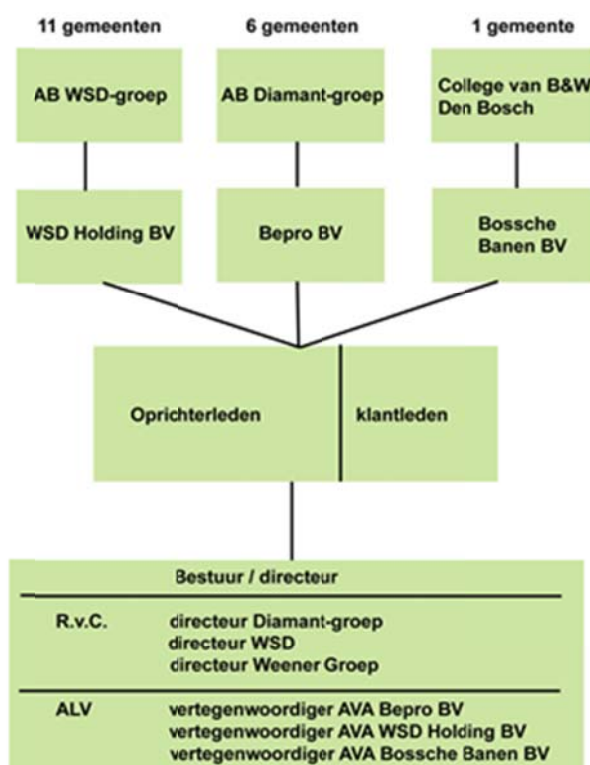 11 gemeenten
6 gemeenten
1 gemeente
AB WSD-groep
AB Diamant-groep
College van B&W
Den Bosch
WSD Holding BV
Bepro BV
Bossche
Banen BV
Oprichterleden
klantleden
Bestuur / directeur
R.v.C.
directeur Diamant-groep
directeur WSD
directeur Weener Groep
ALV
vertegenwoordiger AVA Bepro BV
vertegenwoordiger AVA WSD Holding BV
vertegenwoordiger AVA Bossche Banen BV